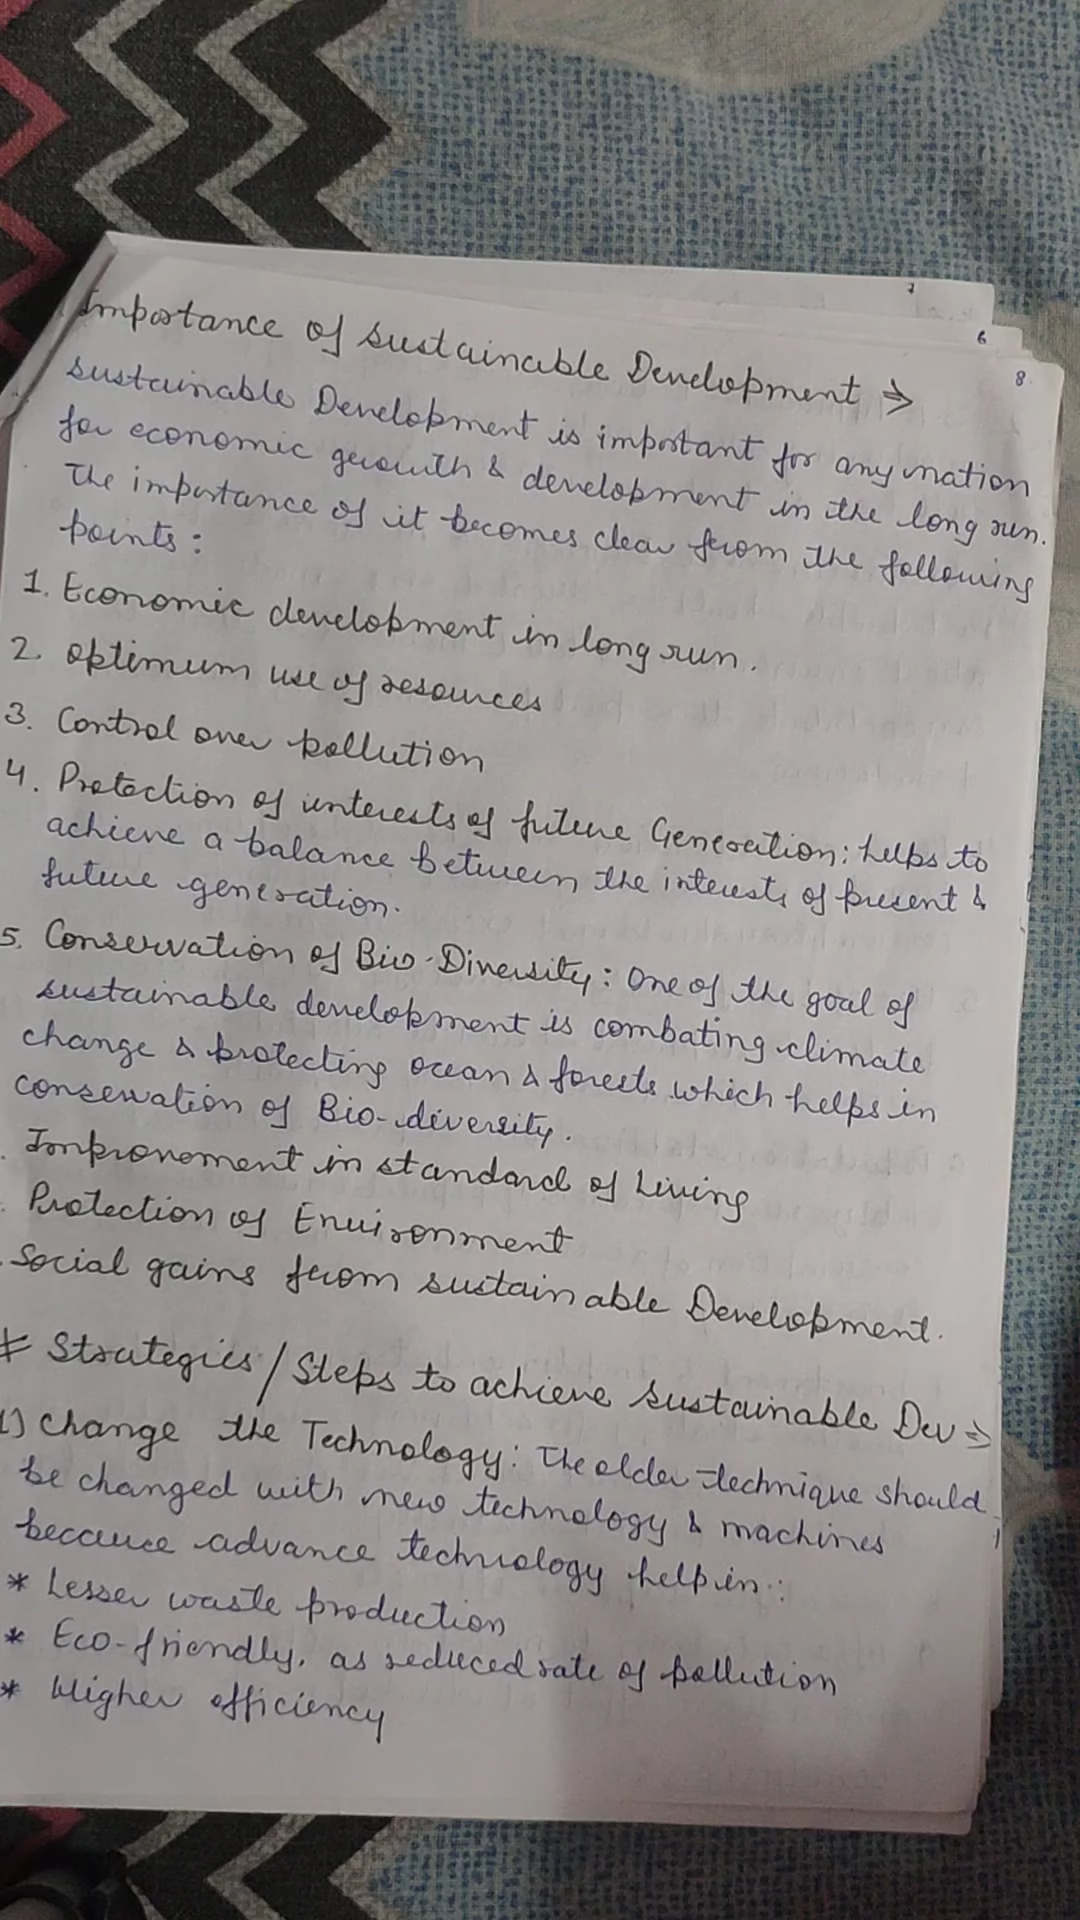 7
6
8
Importance of sustainable Development ⇒
sustainable Development is important for any nation
for economic growth & development in the long run.
The importance of it becomes clear from the following
points :
1. Economic development in long run.
2. optimum use of resources
3. Control over pollution
4. Protection of interests of future Generation: helps to
achieve a balance between the interests of present &
future generation.
5. Conservation of Bio-Diversity: One of the goal of
sustainable development is combating climate
change & protecting ocean & forests which helps in
conservation of Bio-diversity.
. Improvement in standard of Living
. Protection of Environment
. Social gains from sustainable Development.
# Strategies / Steps to achieve sustainable Dev ⇒
1) Change the Technology: The older technique should
be changed with new technology & machines
because advance technology help in :
* Lesser waste production
* Eco-friendly, as reduced rate of pollution
* Higher efficiency